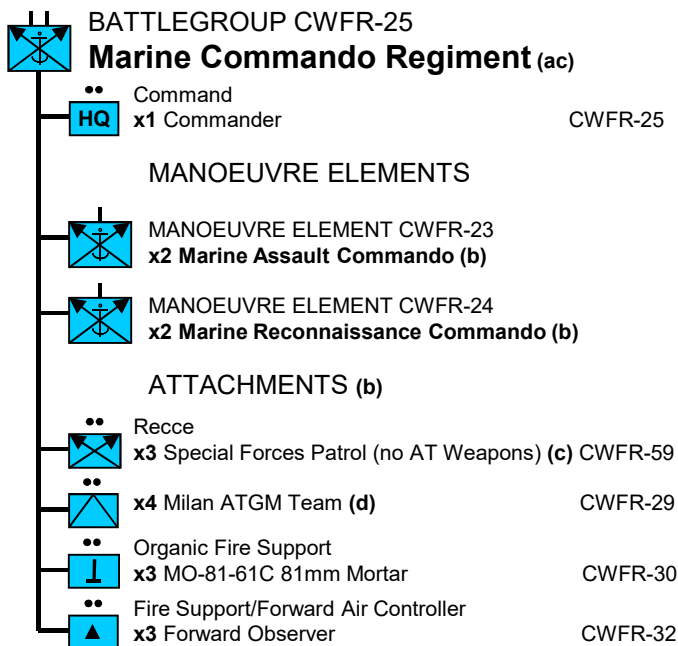 BATTLEGROUP CWFR-25
Marine Commando Regiment (ac)
Command
HQ x1 Commander CWFR-25
MANOEUVRE ELEMENTS
MANOEUVRE ELEMENT CWFR-23
x2 Marine Assault Commando (b)
MANOEUVRE ELEMENT CWFR-24
x2 Marine Reconnaissance Commando (b)
ATTACHMENTS (b)
Recce
x3 Special Forces Patrol (no AT Weapons) (c) CWFR-59
x4 Milan ATGM Team (d) CWFR-29
Organic Fire Support
x3 MO-81-61C 81mm Mortar CWFR-30
Fire Support/Forward Air Controller
x3 Forward Observer CWFR-32